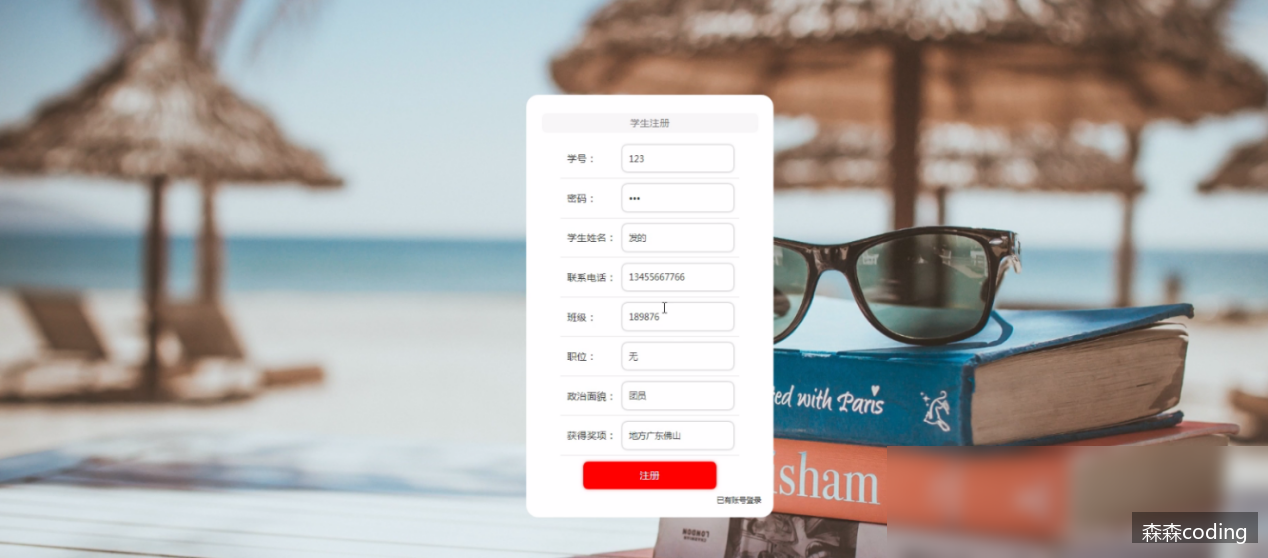 学生注册
学号： 123
密码： •••
学生姓名： 发的
联系电话： 13455667766
班级： 189876
职位： 无
政治面貌： 团员
获得奖项： 地方广东佛山
注册
已有账号登录
ed with Paris
isham
LONDON
森森coding